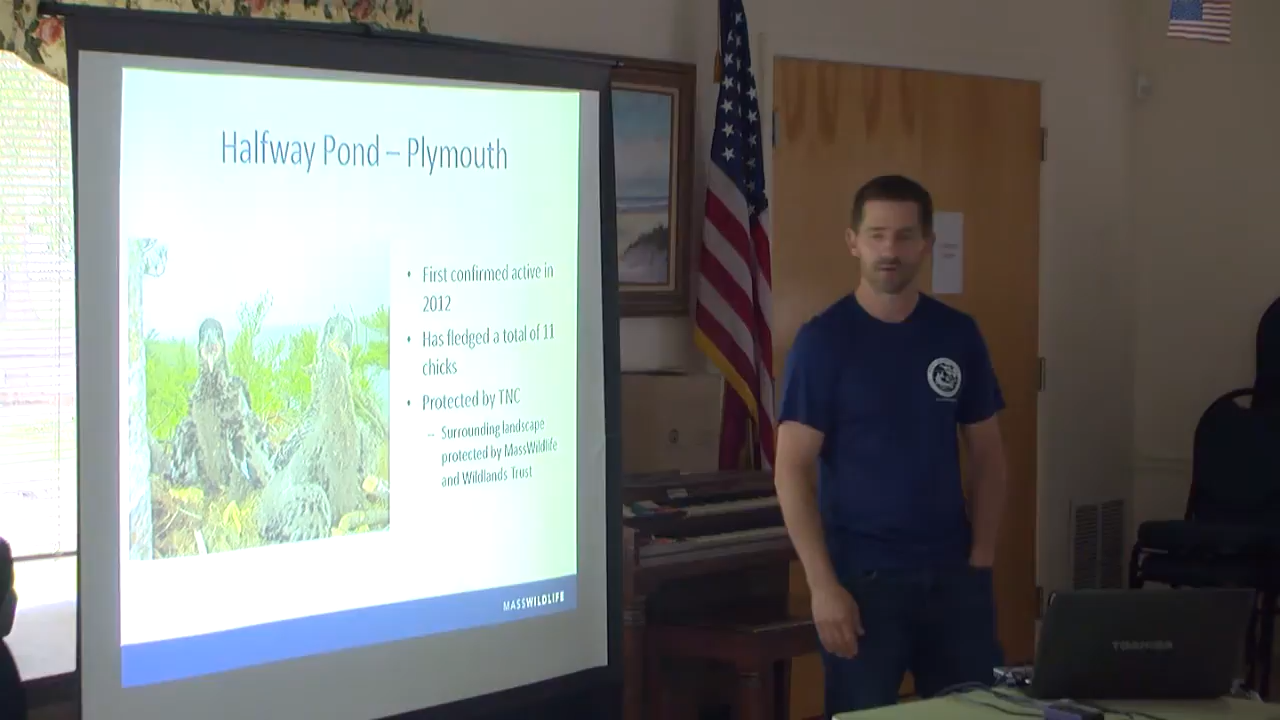 Halfway Pond – Plymouth
• First confirmed active in
2012
• Has fledged a total of 11
chicks
• Protected by TNC
– Surrounding landscape
protected by MassWildlife
and Wildlands Trust
MASSWILDLIFE
TOSHIBA